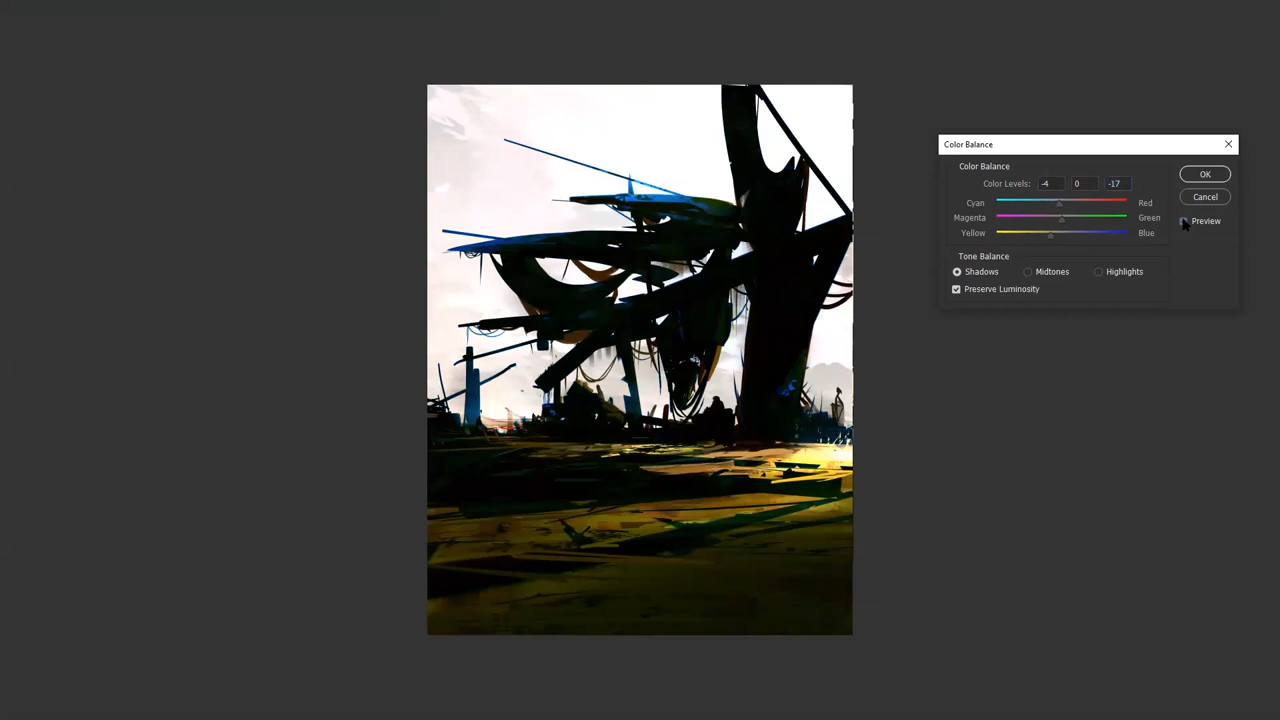 Color Balance
Color Balance
Color Levels: -4 0 -17
OK
Cyan Red
Cancel
Magenta Green
Preview
Yellow Blue
Tone Balance
Shadows Midtones Highlights
Preserve Luminosity